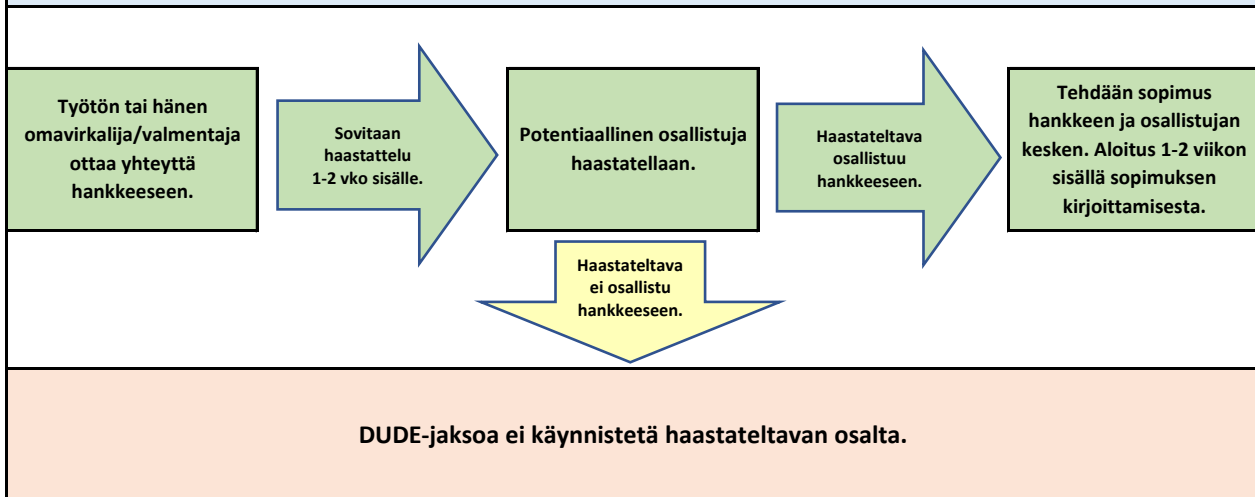 Työtön tai hänen
omavirkalija/valmentaja
ottaa yhteyttä
hankkeeseen.
Sovitaan
haastattelu
1-2 vko sisälle.
Potentiaallinen osallistuja
haastatellaan.
Haastateltava
osallistuu
hankkeeseen.
Tehdään sopimus
hankkeen ja osallistujan
kesken. Aloitus 1-2 viikon
sisällä sopimuksen
kirjoittamisesta.
Haastateltava
ei osallistu
hankkeeseen.
DUDE-jaksoa ei käynnistetä haastateltavan osalta.